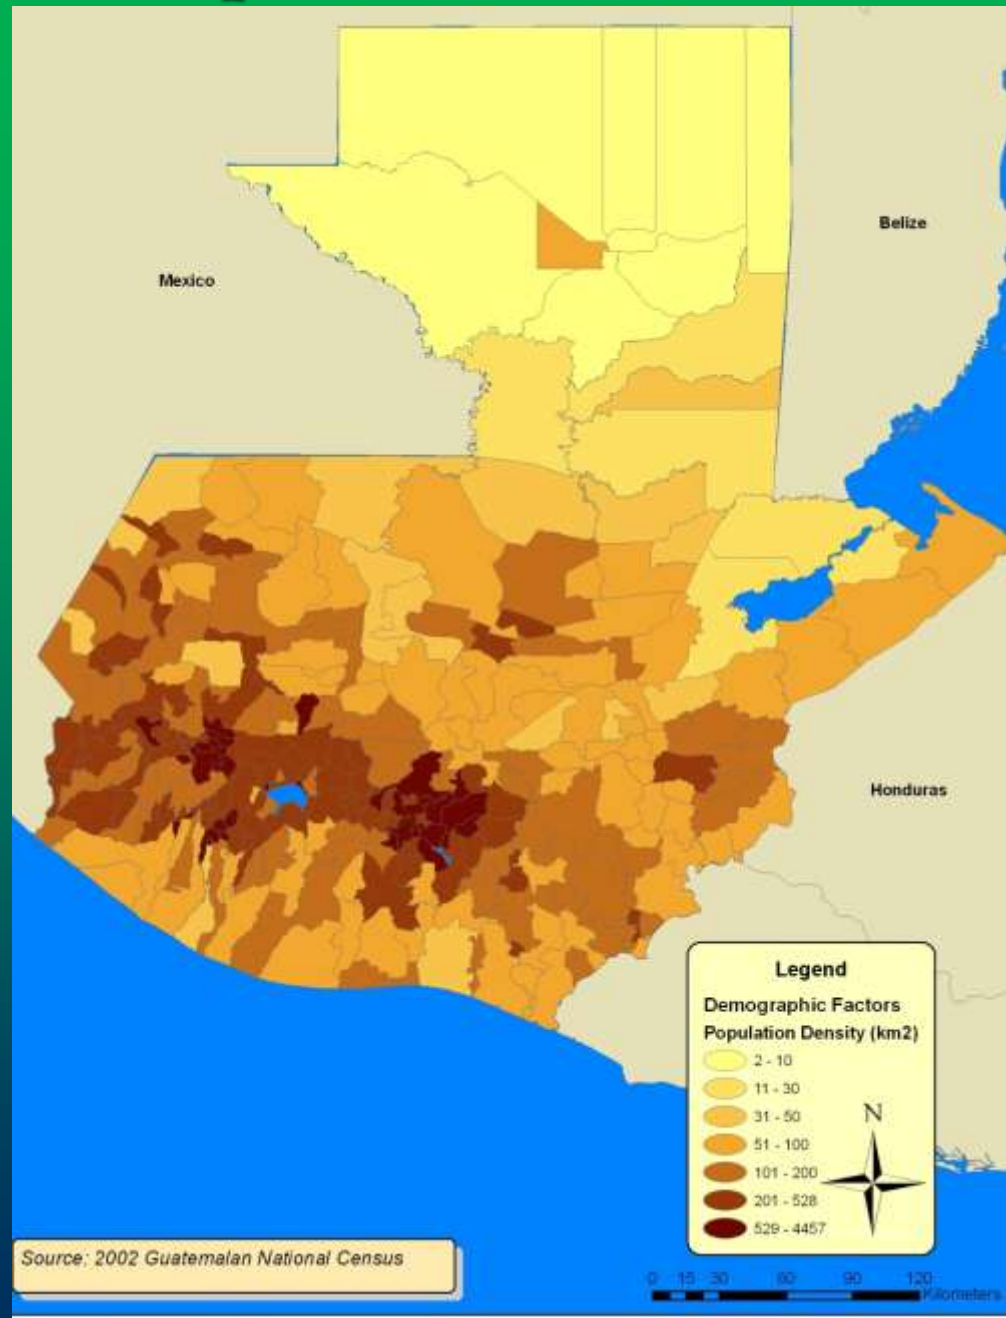 Belize
Mexico
Honduras
Legend
Demographic Factors
Population Density (km2)
2 - 10
11 - 30
31 - 50
51 - 100
101 - 200
201 - 528
529 - 4457
N
Source; 2002 Guatemalan National Census
0 15 30 60 90 120
Kilometers